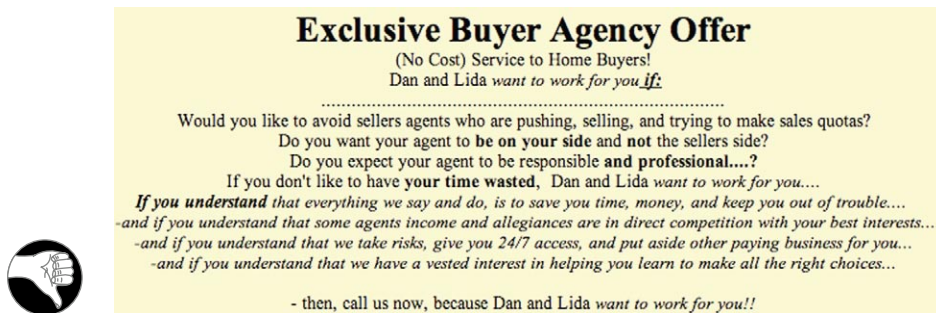 Exclusive Buyer Agency Offer
(No Cost) Service to Home Buyers!
Dan and Lida want to work for you if:
................................................................................
Would you like to avoid sellers agents who are pushing, selling, and trying to make sales quotas?
Do you want your agent to be on your side and not the sellers side?
Do you expect your agent to be responsible and professional....?
If you don't like to have your time wasted, Dan and Lida want to work for you....
If you understand that everything we say and do, is to save you time, money, and keep you out of trouble....
-and if you understand that some agents income and allegiances are in direct competition with your best interests...
-and if you understand that we take risks, give you 24/7 access, and put aside other paying business for you...
-and if you understand that we have a vested interest in helping you learn to make all the right choices...
- then, call us now, because Dan and Lida want to work for you!!